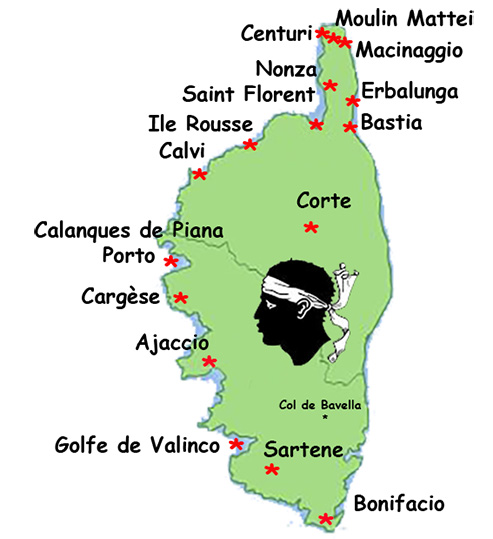 Moulin Mattei
Centuri
Macinaggio
Nonza
Saint Florent
Erbalunga
Ile Rousse
Bastia
Calvi
Corte
Calanques de Piana
Porto
Cargèse
Ajaccio
Col de Bavella
Golfe de Valinco
Sartene
Bonifacio